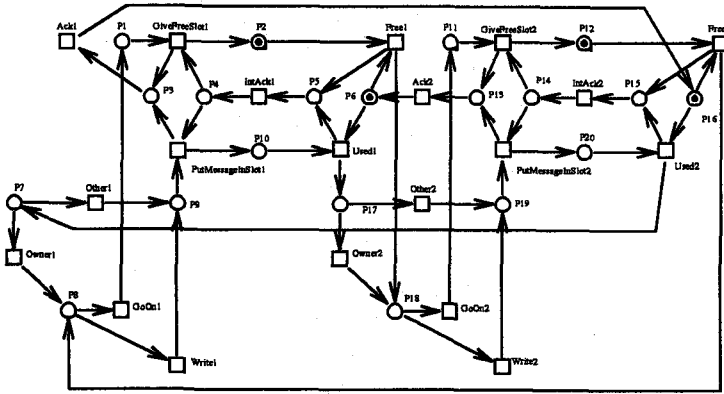 Ack1 P1 GiveFreeSlot1 P2 Free1 P11 GiveFreeSlot2 P12 Free
P3 P4 IntAck1 P5 P6 Ack2 P13 P14 IntAck2 P15 P16
P10 Used1 P20 Used2
PutMessageInSlot1 PutMessageInSlot2
P7 Other1 P9 P17 Other2 P19
Owner1 Owner2
P8 GoOn1 P18 GoOn2
Write1 Write2